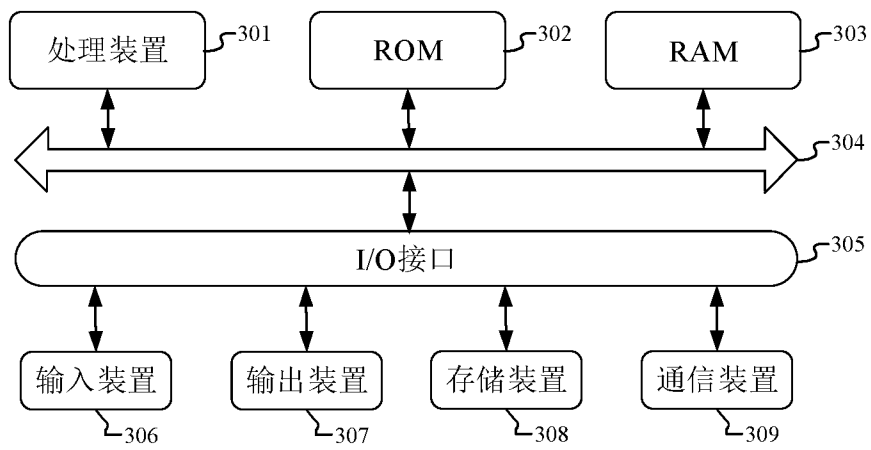 处理装置
301
ROM
302
RAM
303
304
I/O接口
305
输入装置
306
输出装置
307
存储装置
308
通信装置
309